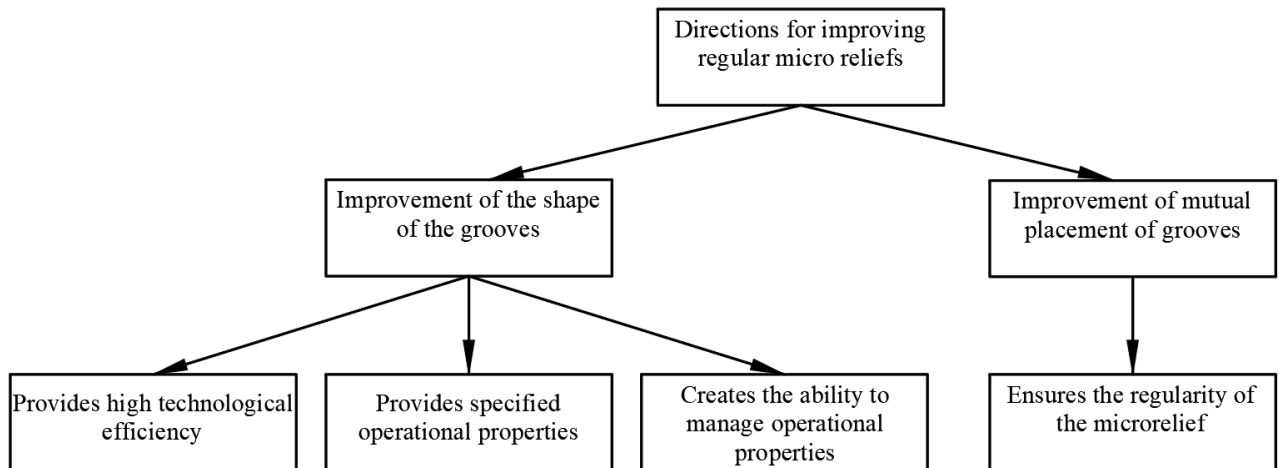 Directions for improving
regular micro reliefs
Improvement of the shape
of the grooves
Improvement of mutual
placement of grooves
Provides high technological
efficiency
Provides specified
operational properties
Creates the ability to
manage operational
properties
Ensures the regularity of
the microrelief